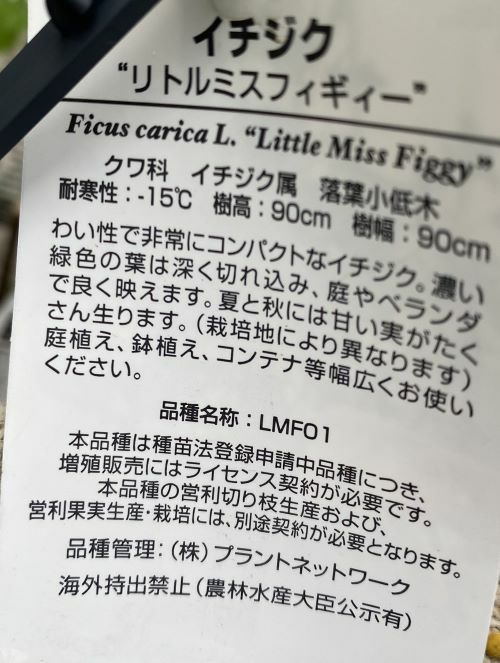 イチジク
“リトルミスフィギィー”
Ficus carica L. “Little Miss Figgy”
クワ科　イチジク属　落葉小低木
耐寒性：-15℃　樹高：90cm　樹幅：90cm
わい性で非常にコンパクトなイチジク。濃い
緑色の葉は深く切れ込み、庭やベランダ
で良く映えます。夏と秋には甘い実がたく
さん生ります。（栽培地により異なります）
庭植え、鉢植え、コンテナ等幅広くお使い
ください。
品種名称：LMF01
本品種は種苗法登録申請中品種につき、
増殖販売にはライセンス契約が必要です。
本品種の営利切り枝生産および、
営利果実生産・栽培には、別途契約が必要となります。
品種管理：（株）プラントネットワーク
海外持出禁止（農林水産大臣公示有）